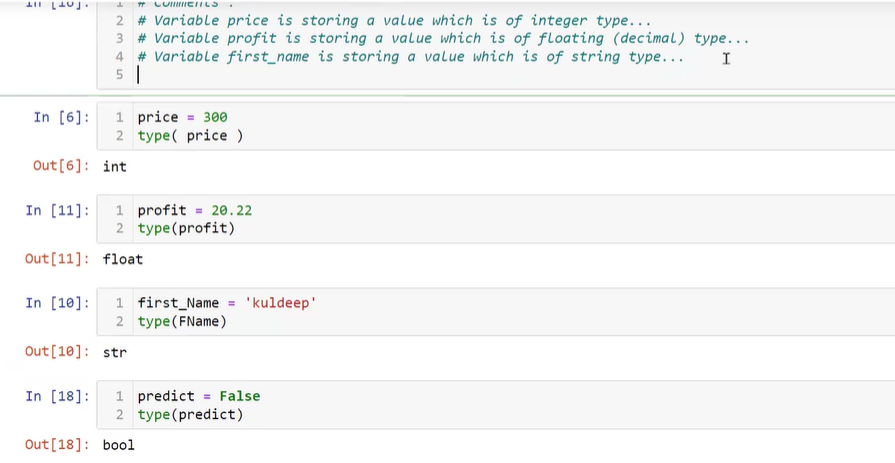 2 # Variable price is storing a value which is of integer type...
3 # Variable profit is storing a value which is of floating (decimal) type...
4 # Variable first_name is storing a value which is of string type...
5
In [6]: 1 price = 300
2 type( price )
Out[6]: int
In [11]: 1 profit = 20.22
2 type(profit)
Out[11]: float
In [10]: 1 first_Name = 'kuldeep'
2 type(FName)
Out[10]: str
In [18]: 1 predict = False
2 type(predict)
Out[18]: bool